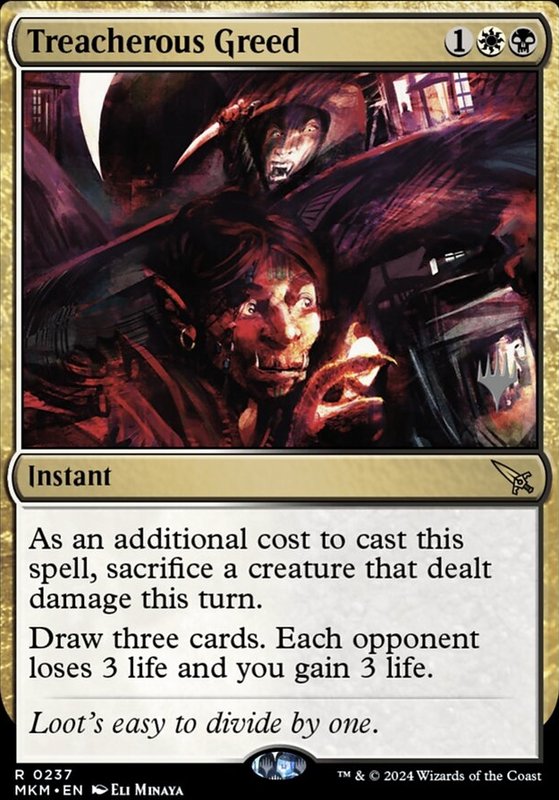 Treacherous Greed 1
Instant
As an additional cost to cast this
spell, sacrifice a creature that dealt
damage this turn.
Draw three cards. Each opponent
loses 3 life and you gain 3 life.
Loot's easy to divide by one.
R 0237
MKM • EN Eli Minaya
™ & © 2024 Wizards of the Coast